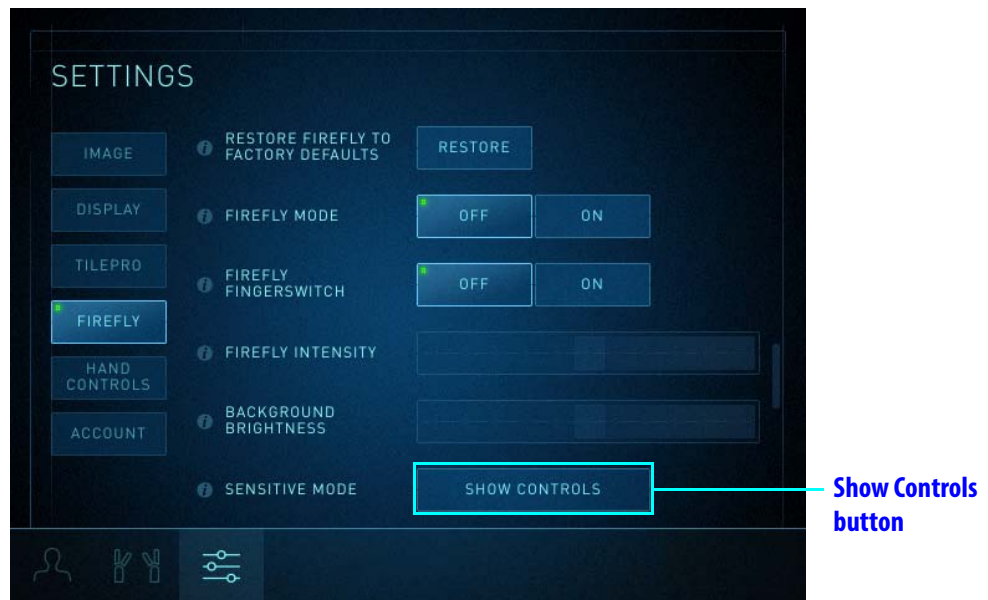 SETTINGS
IMAGE
DISPLAY
TILEPRO
FIREFLY
HAND
CONTROLS
ACCOUNT
RESTORE FIREFLY TO
FACTORY DEFAULTS
RESTORE
FIREFLY MODE
OFF
ON
FIREFLY
FINGERSWITCH
OFF
ON
FIREFLY INTENSITY
BACKGROUND
BRIGHTNESS
SENSITIVE MODE
SHOW CONTROLS
Show Controls
button